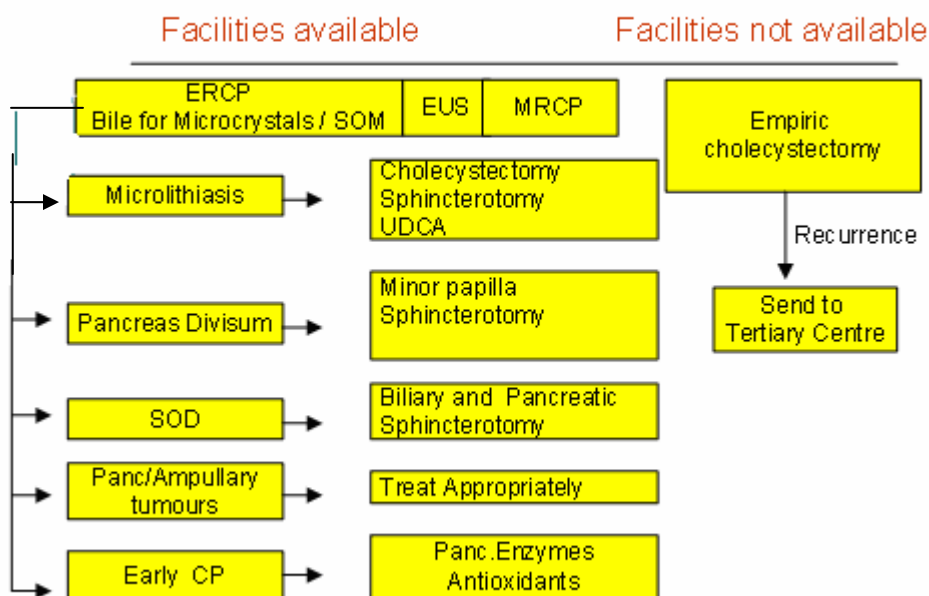 Facilities available
Facilities not available
ERCP
Bile for Microcrystals / SOM
EUS
MRCP
Empiric
cholecystectomy
Microlithiasis
Cholecystectomy
Sphincterotomy
UDCA
Recurrence
Pancreas Divisum
Minor papilla
Sphincterotomy
Send to
Tertiary Centre
SOD
Biliary and Pancreatic
Sphincterotomy
Panc/Ampullary
tumours
Treat Appropriately
Early CP
Panc.Enzymes
Antioxidants